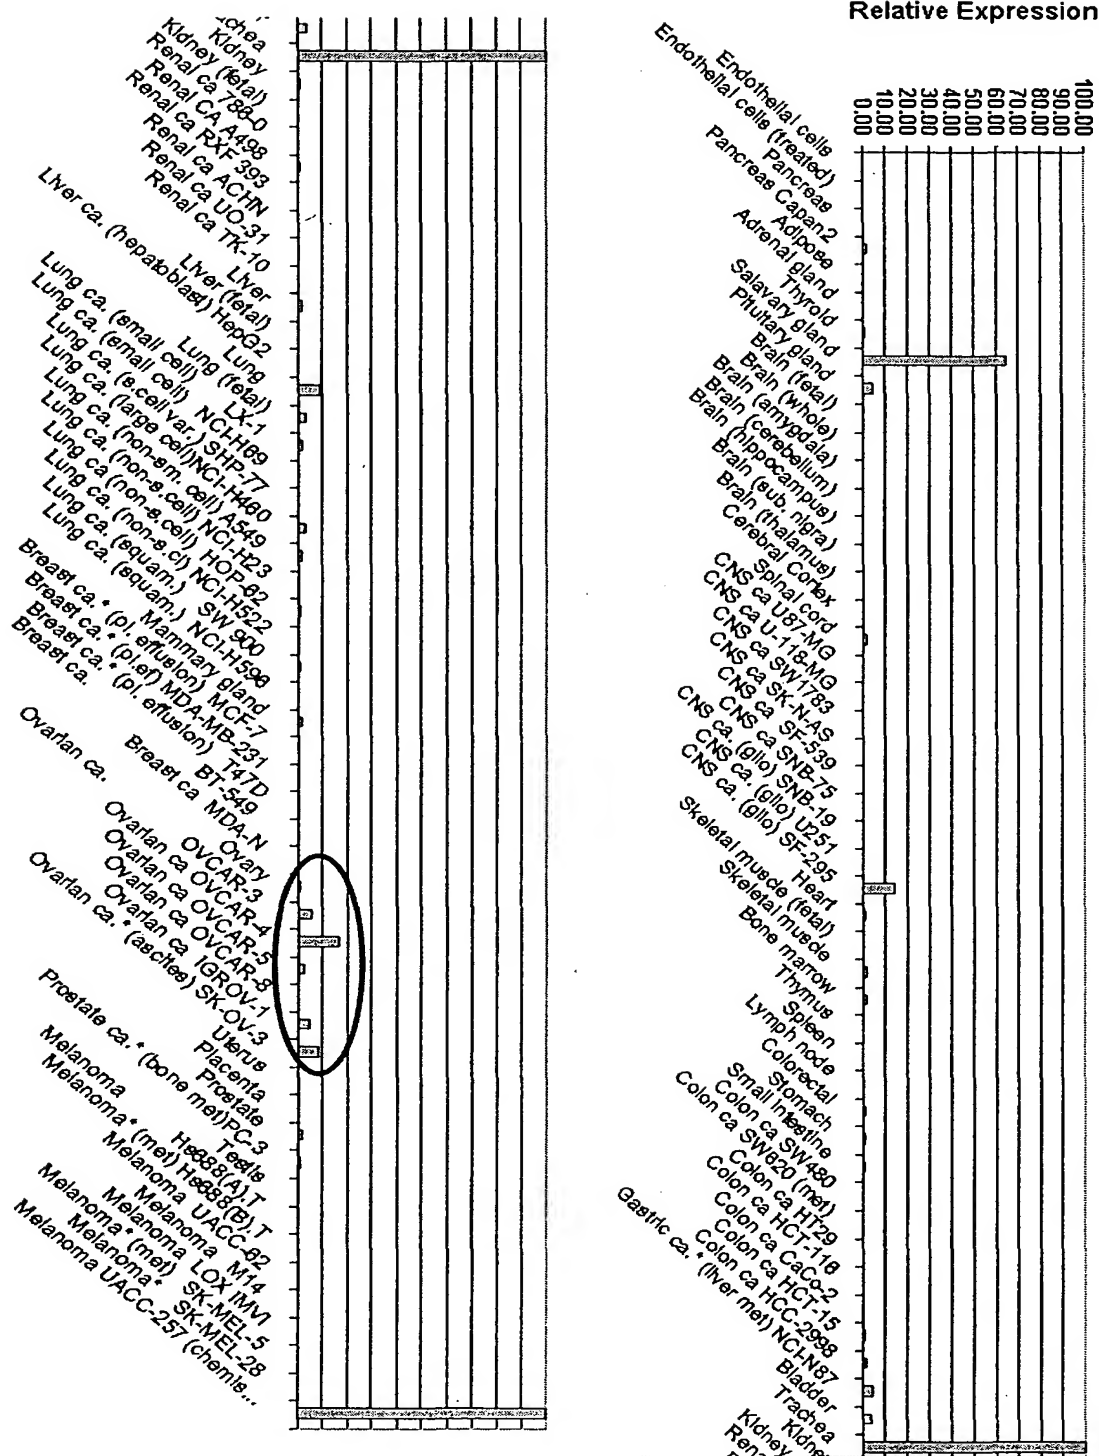 Relative Expression
100.00
90.00
80.00
70.00
60.00
50.00
40.00
30.00
20.00
10.00
0.00
Endothelial cells
Endothelial cells (treated)
Pancreas
Pancreas Capan2
Adipose
Adrenal gland
Thyroid
Salavary gland
Pituitary gland
Brain (fetal)
Brain (whole)
Brain (amygdala)
Brain (cerebellum)
Brain (hippocampus)
Brain (sub. nigra)
Brain (thalamus)
Cerebral Cortex
Spinal cord
CNS ca U87-MG
CNS ca U-118-MG
CNS ca SW1783
CNS ca SK-N-AS
CNS ca SF-539
CNS ca SNB-75
CNS ca. (glio) SNB-19
CNS ca. (glio) U251
CNS ca. (glio) SF-295
Heart
Skeletal muscle (fetal)
Skeletal muscle
Bone marrow
Thymus
Spleen
Lymph node
Colorectal
Stomach
Small Intestine
Colon ca SW480
Colon ca SW620 (met)
Colon ca HT29
Colon ca HCT-116
Colon ca CaCo-2
Colon ca HCT-15
Colon ca HCC-2998
Gastric ca. * (liver met) NCI-N87
Bladder
Trachea
Kidney
Kidney
chea
Kidney
Kidney (fetal)
Renal ca 786-0
Renal CA A498
Renal ca RXF 393
Renal ca ACHN
Renal ca UO-31
Renal ca TK-10
Liver
Liver (fetal)
Liver ca. (hepatoblast) HepG2
Lung
Lung (fetal)
Lung ca. (small cell) LX-1
Lung ca. (small cell) NCI-H69
Lung ca. (s.cell var.) SHP-77
Lung ca. (large cell)NCI-H460
Lung ca. (non-sm. cell) A549
Lung ca. (non-s.cell) NCI-H23
Lung ca (non-s.cell) HOP-62
Lung ca. (non-s.cl) NCI-H522
Lung ca. (squam.) SW 900
Lung ca. (squam.) NCI-H596
Mammary gland
Breast ca. * (pl. effusion) MCF-7
Breast ca. * (pl.ef) MDA-MB-231
Breast ca. * (pl. effusion) T47D
Breast ca. BT-549
Breast ca MDA-N
Ovary
Ovarian ca. OVCAR-3
Ovarian ca OVCAR-4
Ovarian ca OVCAR-5
Ovarian ca OVCAR-8
Ovarian ca IGROV-1
Ovarian ca. * (ascites) SK-OV-3
Uterus
Placenta
Prostate
Prostate ca. * (bone met)PC-3
Testis
Melanoma Hs688(A).T
Melanoma* (met) Hs688(B).T
Melanoma UACC-62
Melanoma M14
Melanoma LOX IMVI
Melanoma* (met) SK-MEL-5
Melanoma* SK-MEL-28
Melanoma UACC-257 (chemis...